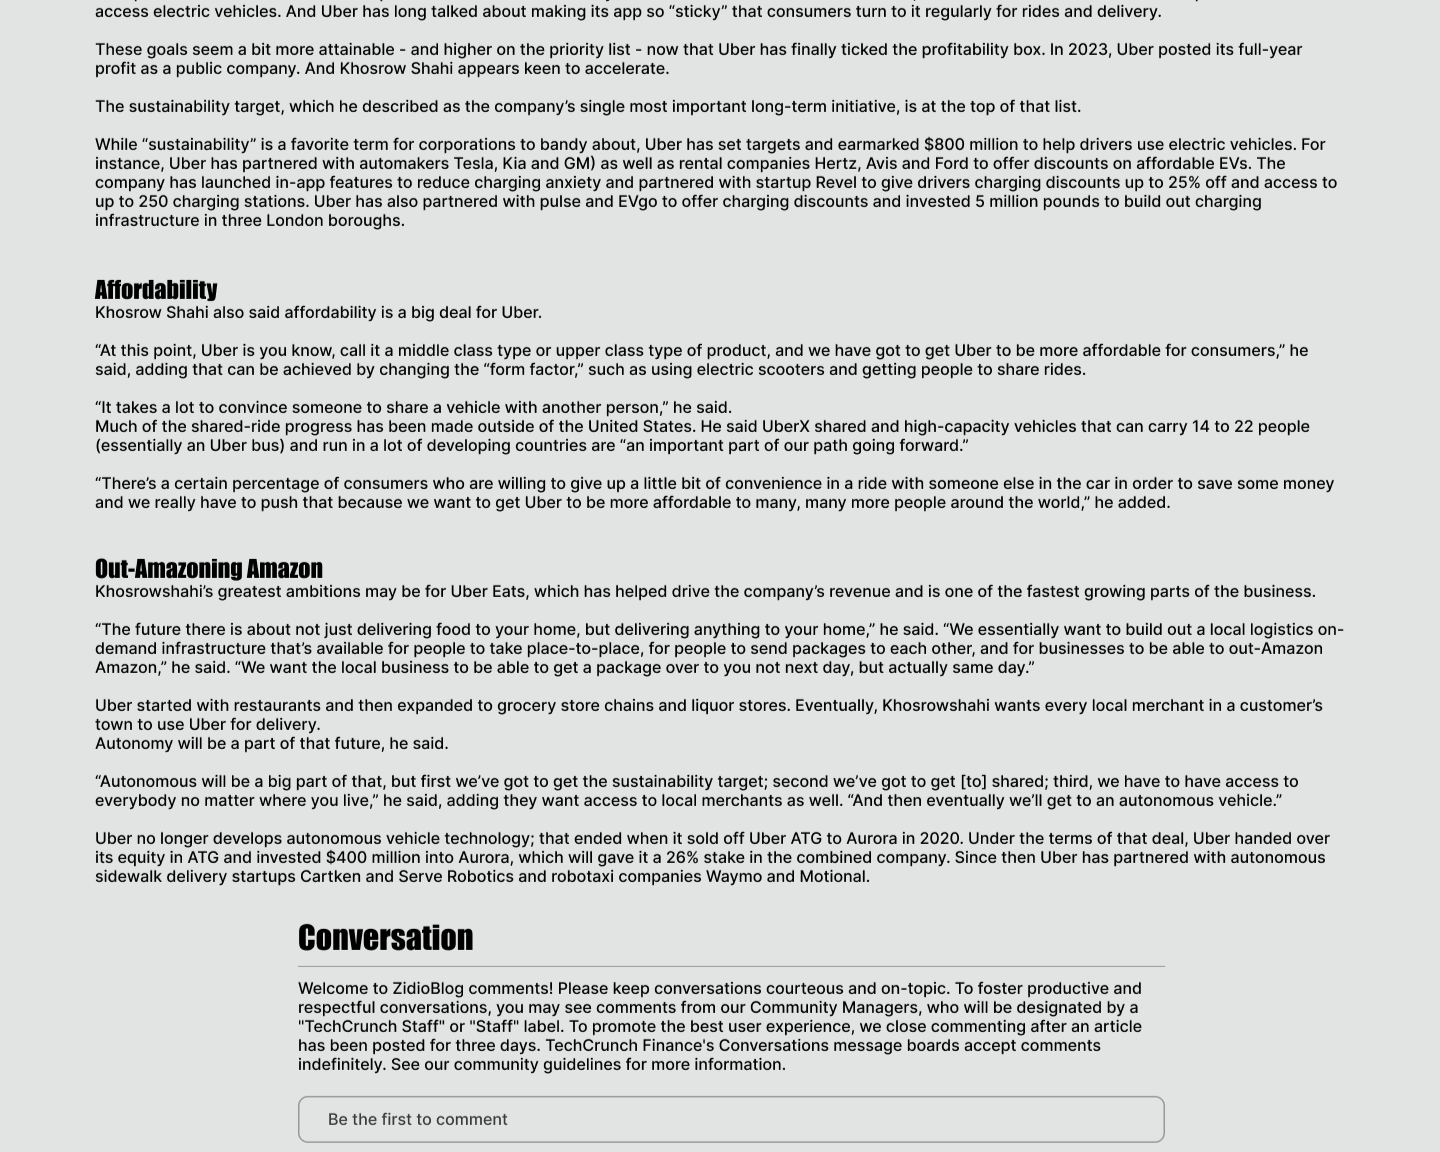 access electric vehicles. And Uber has long talked about making its app so “sticky” that consumers turn to it regularly for rides and delivery.
These goals seem a bit more attainable - and higher on the priority list - now that Uber has finally ticked the profitability box. In 2023, Uber posted its full-year
profit as a public company. And Khosrow Shahi appears keen to accelerate.
The sustainability target, which he described as the company’s single most important long-term initiative, is at the top of that list.
While “sustainability” is a favorite term for corporations to bandy about, Uber has set targets and earmarked $800 million to help drivers use electric vehicles. For
instance, Uber has partnered with automakers Tesla, Kia and GM) as well as rental companies Hertz, Avis and Ford to offer discounts on affordable EVs. The
company has launched in-app features to reduce charging anxiety and partnered with startup Revel to give drivers charging discounts up to 25% off and access to
up to 250 charging stations. Uber has also partnered with pulse and EVgo to offer charging discounts and invested 5 million pounds to build out charging
infrastructure in three London boroughs.
Affordability
Khosrow Shahi also said affordability is a big deal for Uber.
“At this point, Uber is you know, call it a middle class type or upper class type of product, and we have got to get Uber to be more affordable for consumers,” he
said, adding that can be achieved by changing the “form factor,” such as using electric scooters and getting people to share rides.
“It takes a lot to convince someone to share a vehicle with another person,” he said.
Much of the shared-ride progress has been made outside of the United States. He said UberX shared and high-capacity vehicles that can carry 14 to 22 people
(essentially an Uber bus) and run in a lot of developing countries are “an important part of our path going forward.”
“There’s a certain percentage of consumers who are willing to give up a little bit of convenience in a ride with someone else in the car in order to save some money
and we really have to push that because we want to get Uber to be more affordable to many, many more people around the world,” he added.
Out-Amazoning Amazon
Khosrowshahi’s greatest ambitions may be for Uber Eats, which has helped drive the company’s revenue and is one of the fastest growing parts of the business.
“The future there is about not just delivering food to your home, but delivering anything to your home,” he said. “We essentially want to build out a local logistics on-
demand infrastructure that’s available for people to take place-to-place, for people to send packages to each other, and for businesses to be able to out-Amazon
Amazon,” he said. “We want the local business to be able to get a package over to you not next day, but actually same day.”
Uber started with restaurants and then expanded to grocery store chains and liquor stores. Eventually, Khosrowshahi wants every local merchant in a customer’s
town to use Uber for delivery.
Autonomy will be a part of that future, he said.
“Autonomous will be a big part of that, but first we’ve got to get the sustainability target; second we’ve got to get [to] shared; third, we have to have access to
everybody no matter where you live,” he said, adding they want access to local merchants as well. “And then eventually we’ll get to an autonomous vehicle.”
Uber no longer develops autonomous vehicle technology; that ended when it sold off Uber ATG to Aurora in 2020. Under the terms of that deal, Uber handed over
its equity in ATG and invested $400 million into Aurora, which will gave it a 26% stake in the combined company. Since then Uber has partnered with autonomous
sidewalk delivery startups Cartken and Serve Robotics and robotaxi companies Waymo and Motional.
Conversation
Welcome to ZidioBlog comments! Please keep conversations courteous and on-topic. To foster productive and
respectful conversations, you may see comments from our Community Managers, who will be designated by a
"TechCrunch Staff" or "Staff" label. To promote the best user experience, we close commenting after an article
has been posted for three days. TechCrunch Finance's Conversations message boards accept comments
indefinitely. See our community guidelines for more information.
Be the first to comment